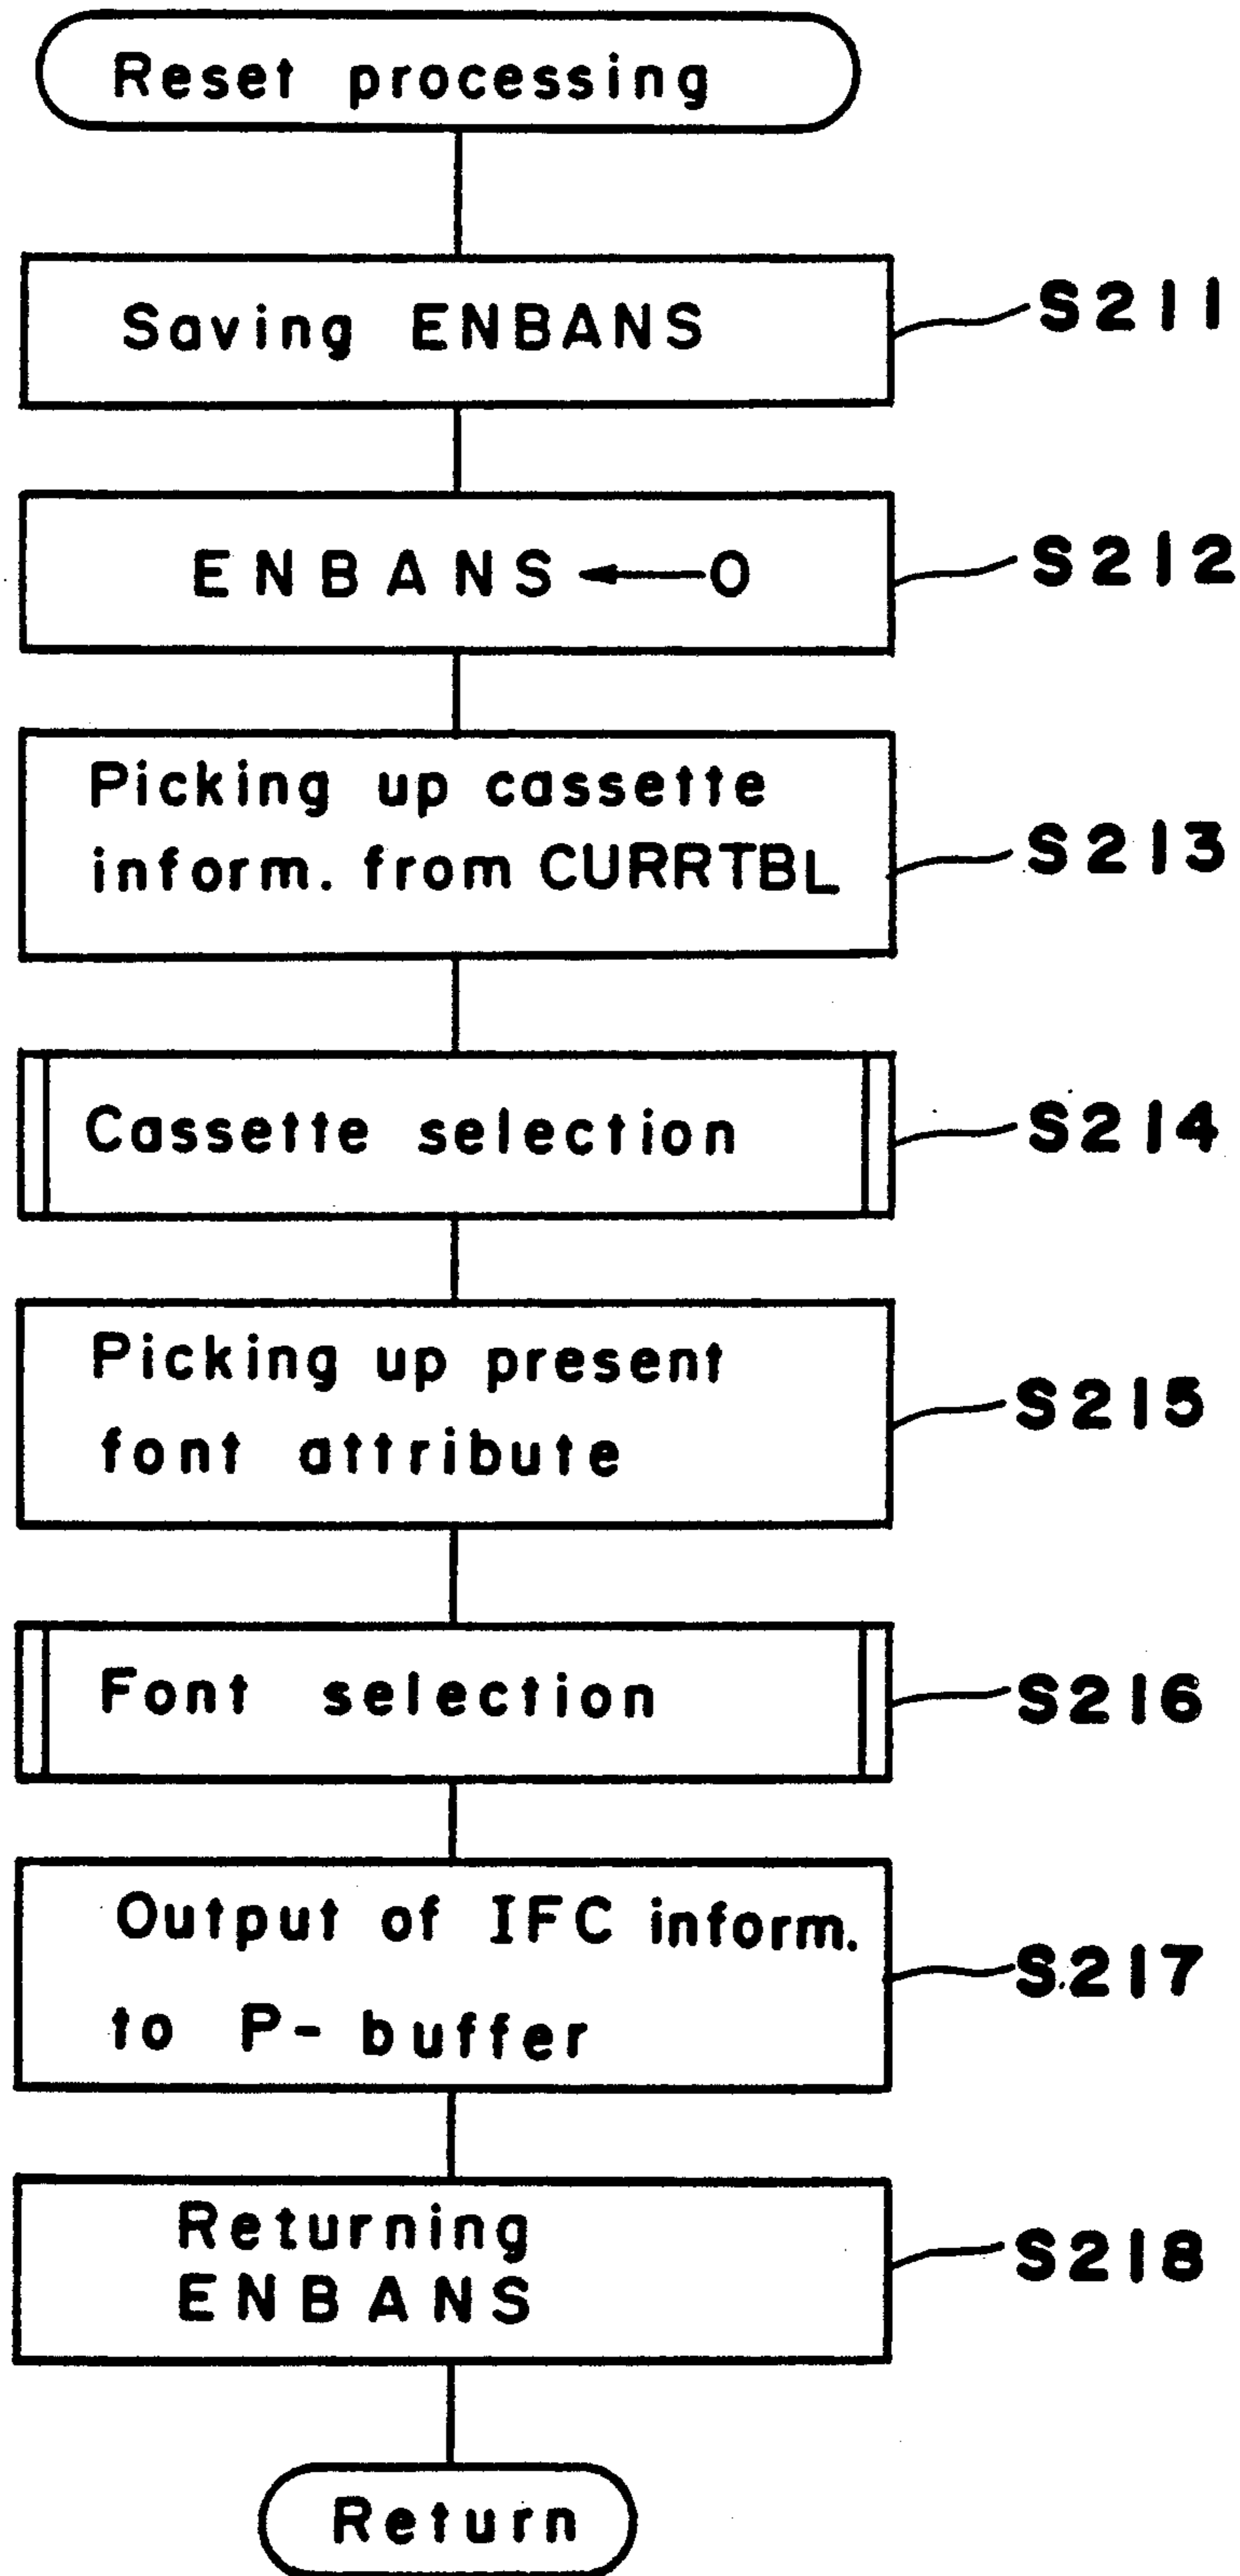 Reset processing
Saving ENBANS
S211
ENBANS ← 0
S212
Picking up cassette
inform. from CURRTBL
S213
Cassette selection
S214
Picking up present
font attribute
S215
Font selection
S216
Output of IFC inform.
to P-buffer
S217
Returning
ENBANS
S218
Return